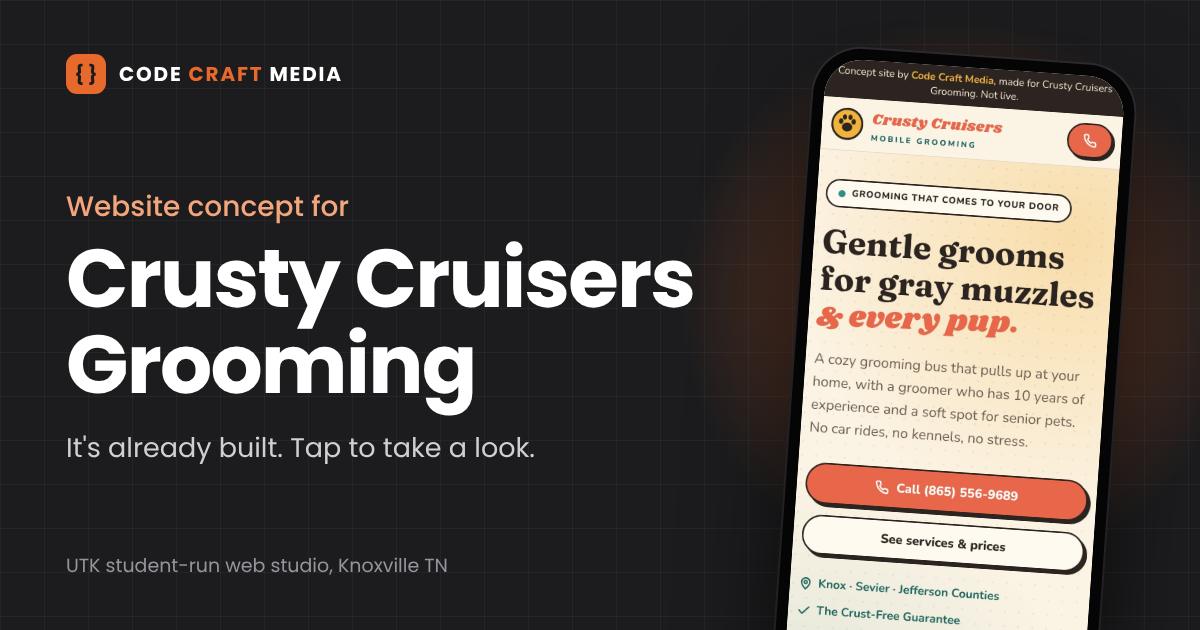 { } CODE CRAFT MEDIA
Website concept for
Crusty Cruisers
Grooming
It's already built. Tap to take a look.
UTK student-run web studio, Knoxville TN
Concept site by Code Craft Media, made for Crusty Cruisers
Grooming. Not live.
Crusty Cruisers
MOBILE GROOMING
GROOMING THAT COMES TO YOUR DOOR
Gentle grooms
for gray muzzles
& every pup.
A cozy grooming bus that pulls up at your
home, with a groomer who has 10 years of
experience and a soft spot for senior pets.
No car rides, no kennels, no stress.
Call (865) 556-9689
See services & prices
Knox · Sevier · Jefferson Counties
The Crust-Free Guarantee